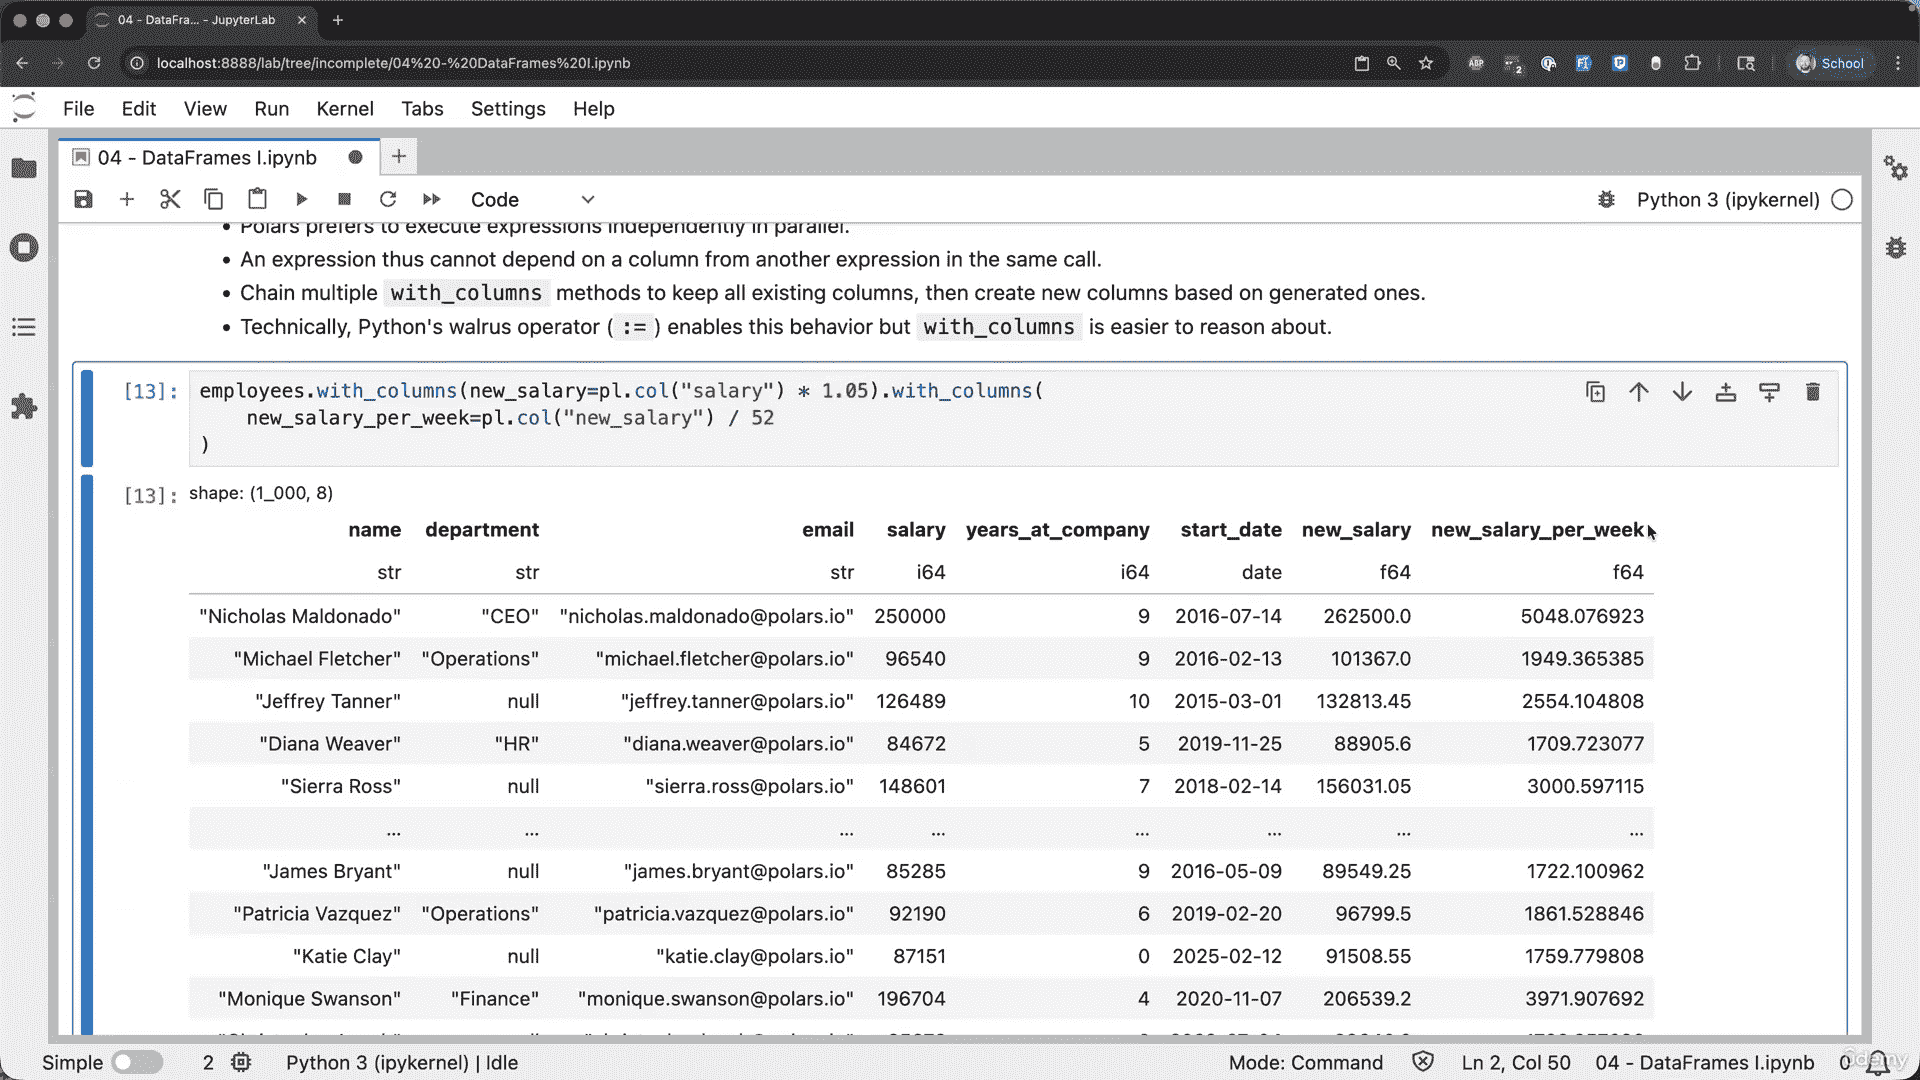 04 - DataFra... - JupyterLab
localhost:8888/lab/tree/incomplete/04%20-%20DataFrames%20I.ipynb
ABP
2
School
File Edit View Run Kernel Tabs Settings Help
04 - DataFrames I.ipynb
Code
Python 3 (ipykernel)
• Polars prefers to execute expressions independently in parallel.
• An expression thus cannot depend on a column from another expression in the same call.
• Chain multiple with_columns methods to keep all existing columns, then create new columns based on generated ones.
• Technically, Python's walrus operator ( := ) enables this behavior but with_columns is easier to reason about.
[13]: employees.with_columns(new_salary=pl.col("salary") * 1.05).with_columns(
new_salary_per_week=pl.col("new_salary") / 52
)
[13]: shape: (1_000, 8)
name department email salary years_at_company start_date new_salary new_salary_per_week
str str str i64 i64 date f64 f64
"Nicholas Maldonado" "CEO" "nicholas.maldonado@polars.io" 250000 9 2016-07-14 262500.0 5048.076923
"Michael Fletcher" "Operations" "michael.fletcher@polars.io" 96540 9 2016-02-13 101367.0 1949.365385
"Jeffrey Tanner" null "jeffrey.tanner@polars.io" 126489 10 2015-03-01 132813.45 2554.104808
"Diana Weaver" "HR" "diana.weaver@polars.io" 84672 5 2019-11-25 88905.6 1709.723077
"Sierra Ross" null "sierra.ross@polars.io" 148601 7 2018-02-14 156031.05 3000.597115
… … … … … … … …
"James Bryant" null "james.bryant@polars.io" 85285 9 2016-05-09 89549.25 1722.100962
"Patricia Vazquez" "Operations" "patricia.vazquez@polars.io" 92190 6 2019-02-20 96799.5 1861.528846
"Katie Clay" null "katie.clay@polars.io" 87151 0 2025-02-12 91508.55 1759.779808
"Monique Swanson" "Finance" "monique.swanson@polars.io" 196704 4 2020-11-07 206539.2 3971.907692
Simple 2 Python 3 (ipykernel) | Idle Mode: Command Ln 2, Col 50 04 - DataFrames I.ipynb 0
udemy